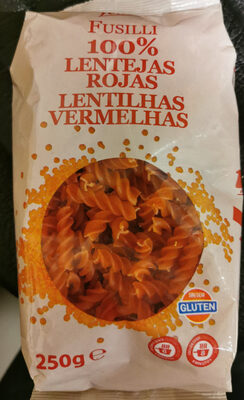 FUSILLI
100%
LENTEJAS
ROJAS
LENTILHAS
VERMELHAS
GLUTEN
250g e